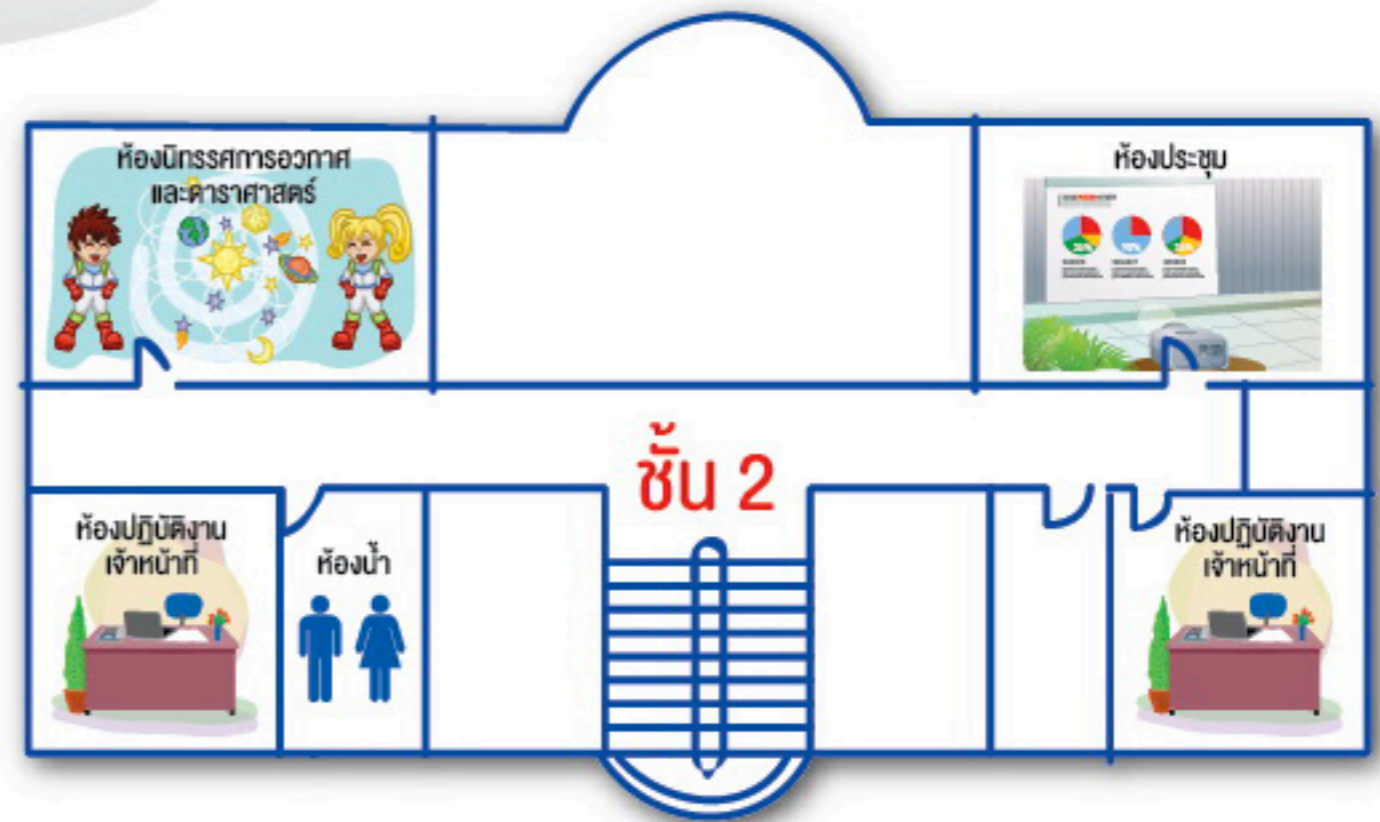 ห้องนิทรรศการอวกาศ
และดาราศาสตร์
ห้องประชุม
ชั้น 2
ห้องปฏิบัติงาน
เจ้าหน้าที่
ห้องน้ำ
ห้องปฏิบัติงาน
เจ้าหน้าที่